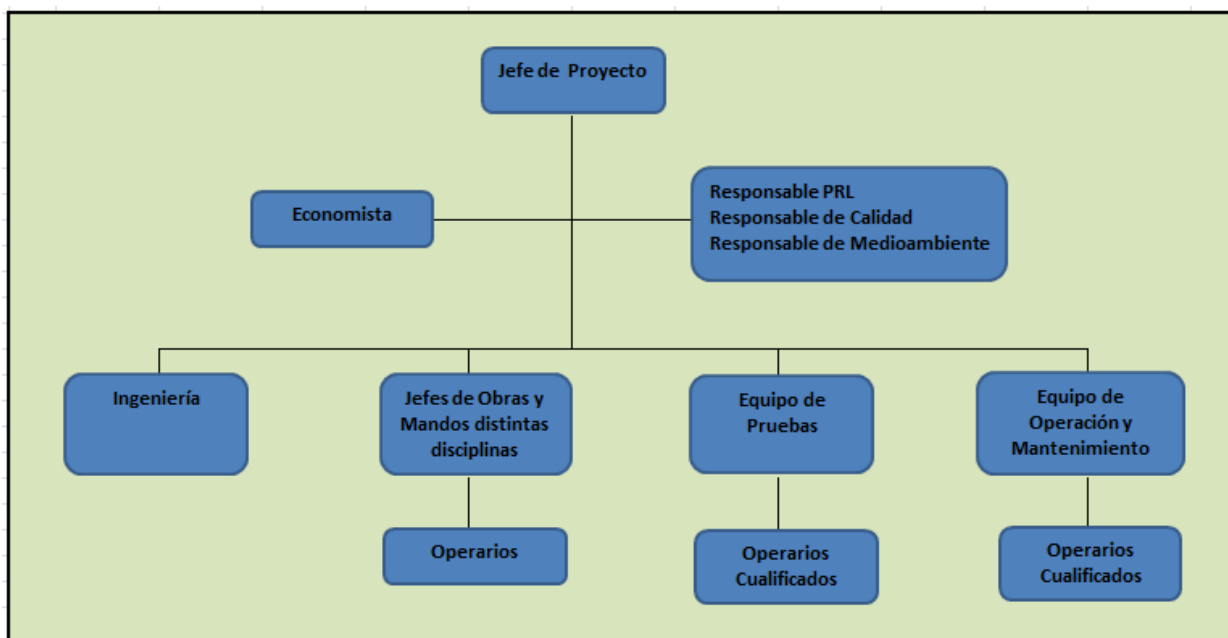 Jefe de Proyecto
Economista
Responsable PRL
Responsable de Calidad
Responsable de Medioambiente
Ingeniería
Jefes de Obras y
Mandos distintas
disciplinas
Equipo de
Pruebas
Equipo de
Operación y
Mantenimiento
Operarios
Operarios
Cualificados
Operarios
Cualificados